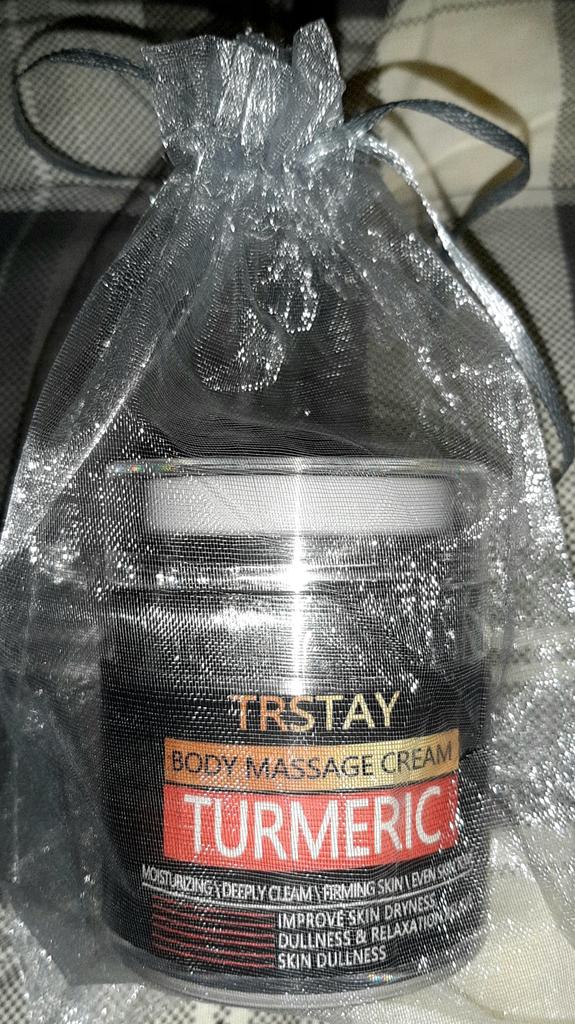 TRSTAY
BODY MASSAGE CREAM
TURMERIC
MOISTURIZING \ DEEPLY CLEAM \ FIRMING SKIN \ EVEN SKIN
IMPROVE SKIN DRYNESS,
DULLNESS & RELAXATION
SKIN DULLNESS